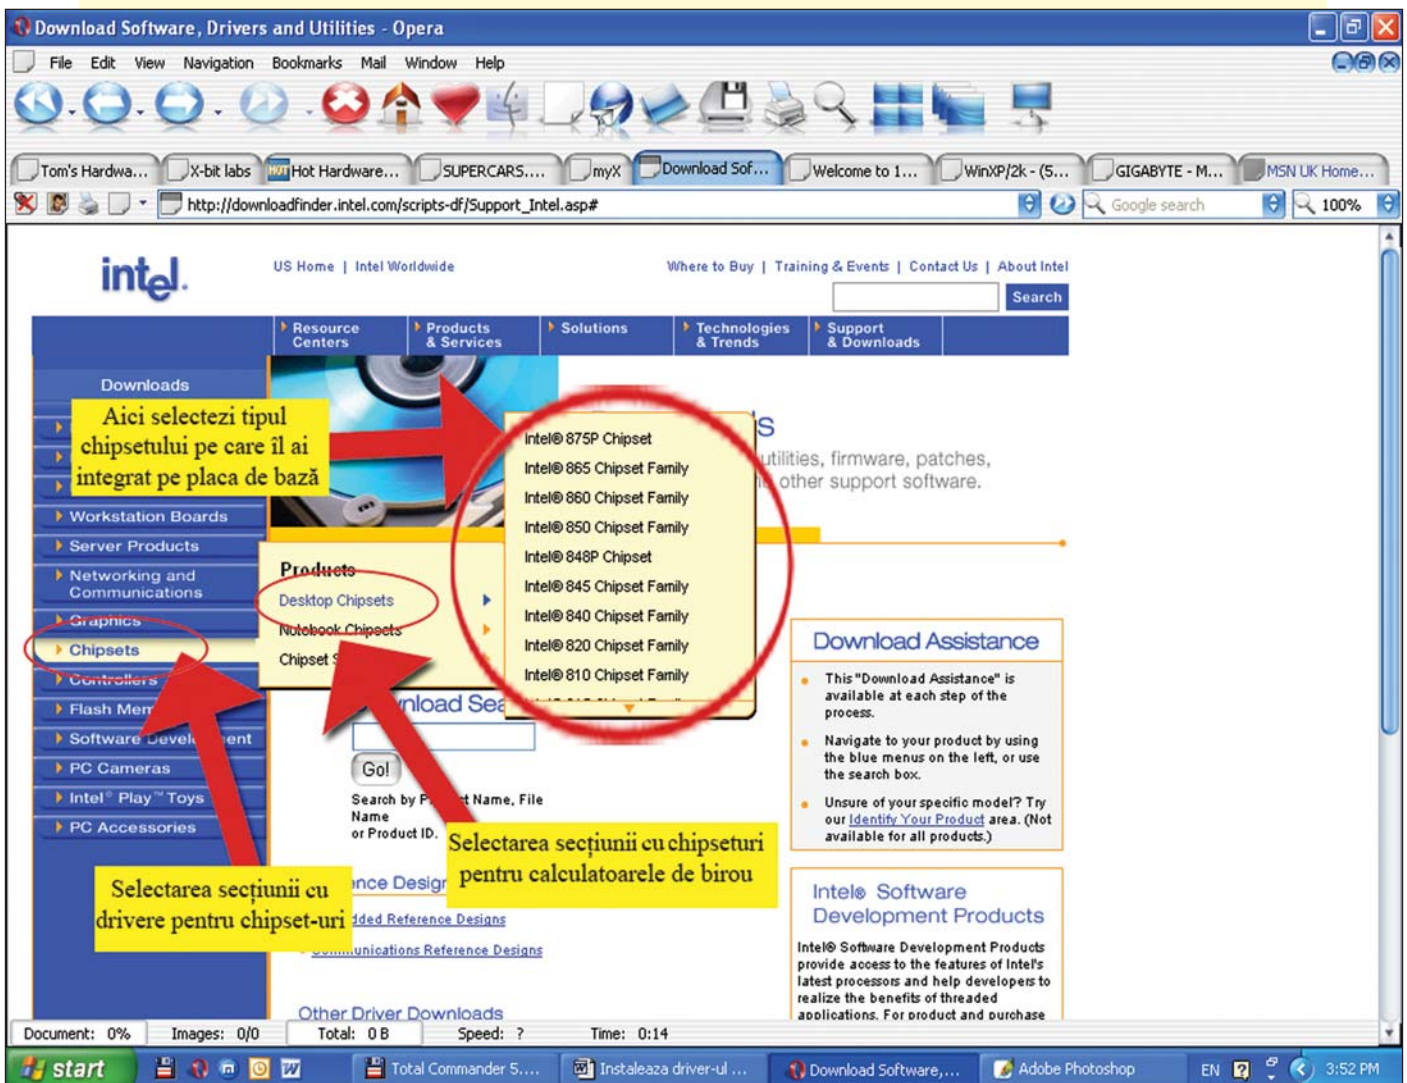 Download Software, Drivers and Utilities - Opera
File Edit View Navigation Bookmarks Mail Window Help
Tom's Hardwa... X-bit labs HOT Hot Hardware... SUPERCARS.... myX Download Sof... Welcome to 1... WinXP/2k - (5... GIGABYTE - M... MSN UK Home...
http://downloadfinder.intel.com/scripts-df/Support_Intel.asp# Google search 100%
intel.
US Home | Intel Worldwide
Where to Buy | Training & Events | Contact Us | About Intel
Search
Resource Centers
Products & Services
Solutions
Technologies & Trends
Support & Downloads
Downloads
Aici selectezi tipul
chipsetului pe care îl ai
integrat pe placa de bază
Workstation Boards
Server Products
Networking and
Communications
Graphics
Chipsets
Controllers
Flash Mem
Software Development
PC Cameras
Intel® Play™ Toys
PC Accessories
Products
Desktop Chipsets
Notebook Chipsets
Chipset S
Intel® 875P Chipset
Intel® 865 Chipset Family
Intel® 860 Chipset Family
Intel® 850 Chipset Family
Intel® 848P Chipset
Intel® 845 Chipset Family
Intel® 840 Chipset Family
Intel® 820 Chipset Family
Intel® 810 Chipset Family
utilities, firmware, patches,
other support software.
nload Sea
Go!
Search by Product Name, File
Name
or Product ID.
Selectarea secțiunii cu chipseturi
pentru calculatoarele de birou
Selectarea secțiunii cu
drivere pentru chipset-uri
ence Desig
dded Reference Designs
Communications Reference Designs
Other Driver Downloads
Download Assistance
This "Download Assistance" is
available at each step of the
process.
Navigate to your product by using
the blue menus on the left, or use
the search box.
Unsure of your specific model? Try
our Identify Your Product area. (Not
available for all products.)
Intel® Software
Development Products
Intel® Software Development Products
provide access to the features of Intel's
latest processors and help developers to
realize the benefits of threaded
applications. For product and purchase
Document: 0% Images: 0/0 Total: 0 B Speed: ? Time: 0:14
start Total Commander 5.... Instaleaza driver-ul ... Download Software,... Adobe Photoshop EN 3:52 PM